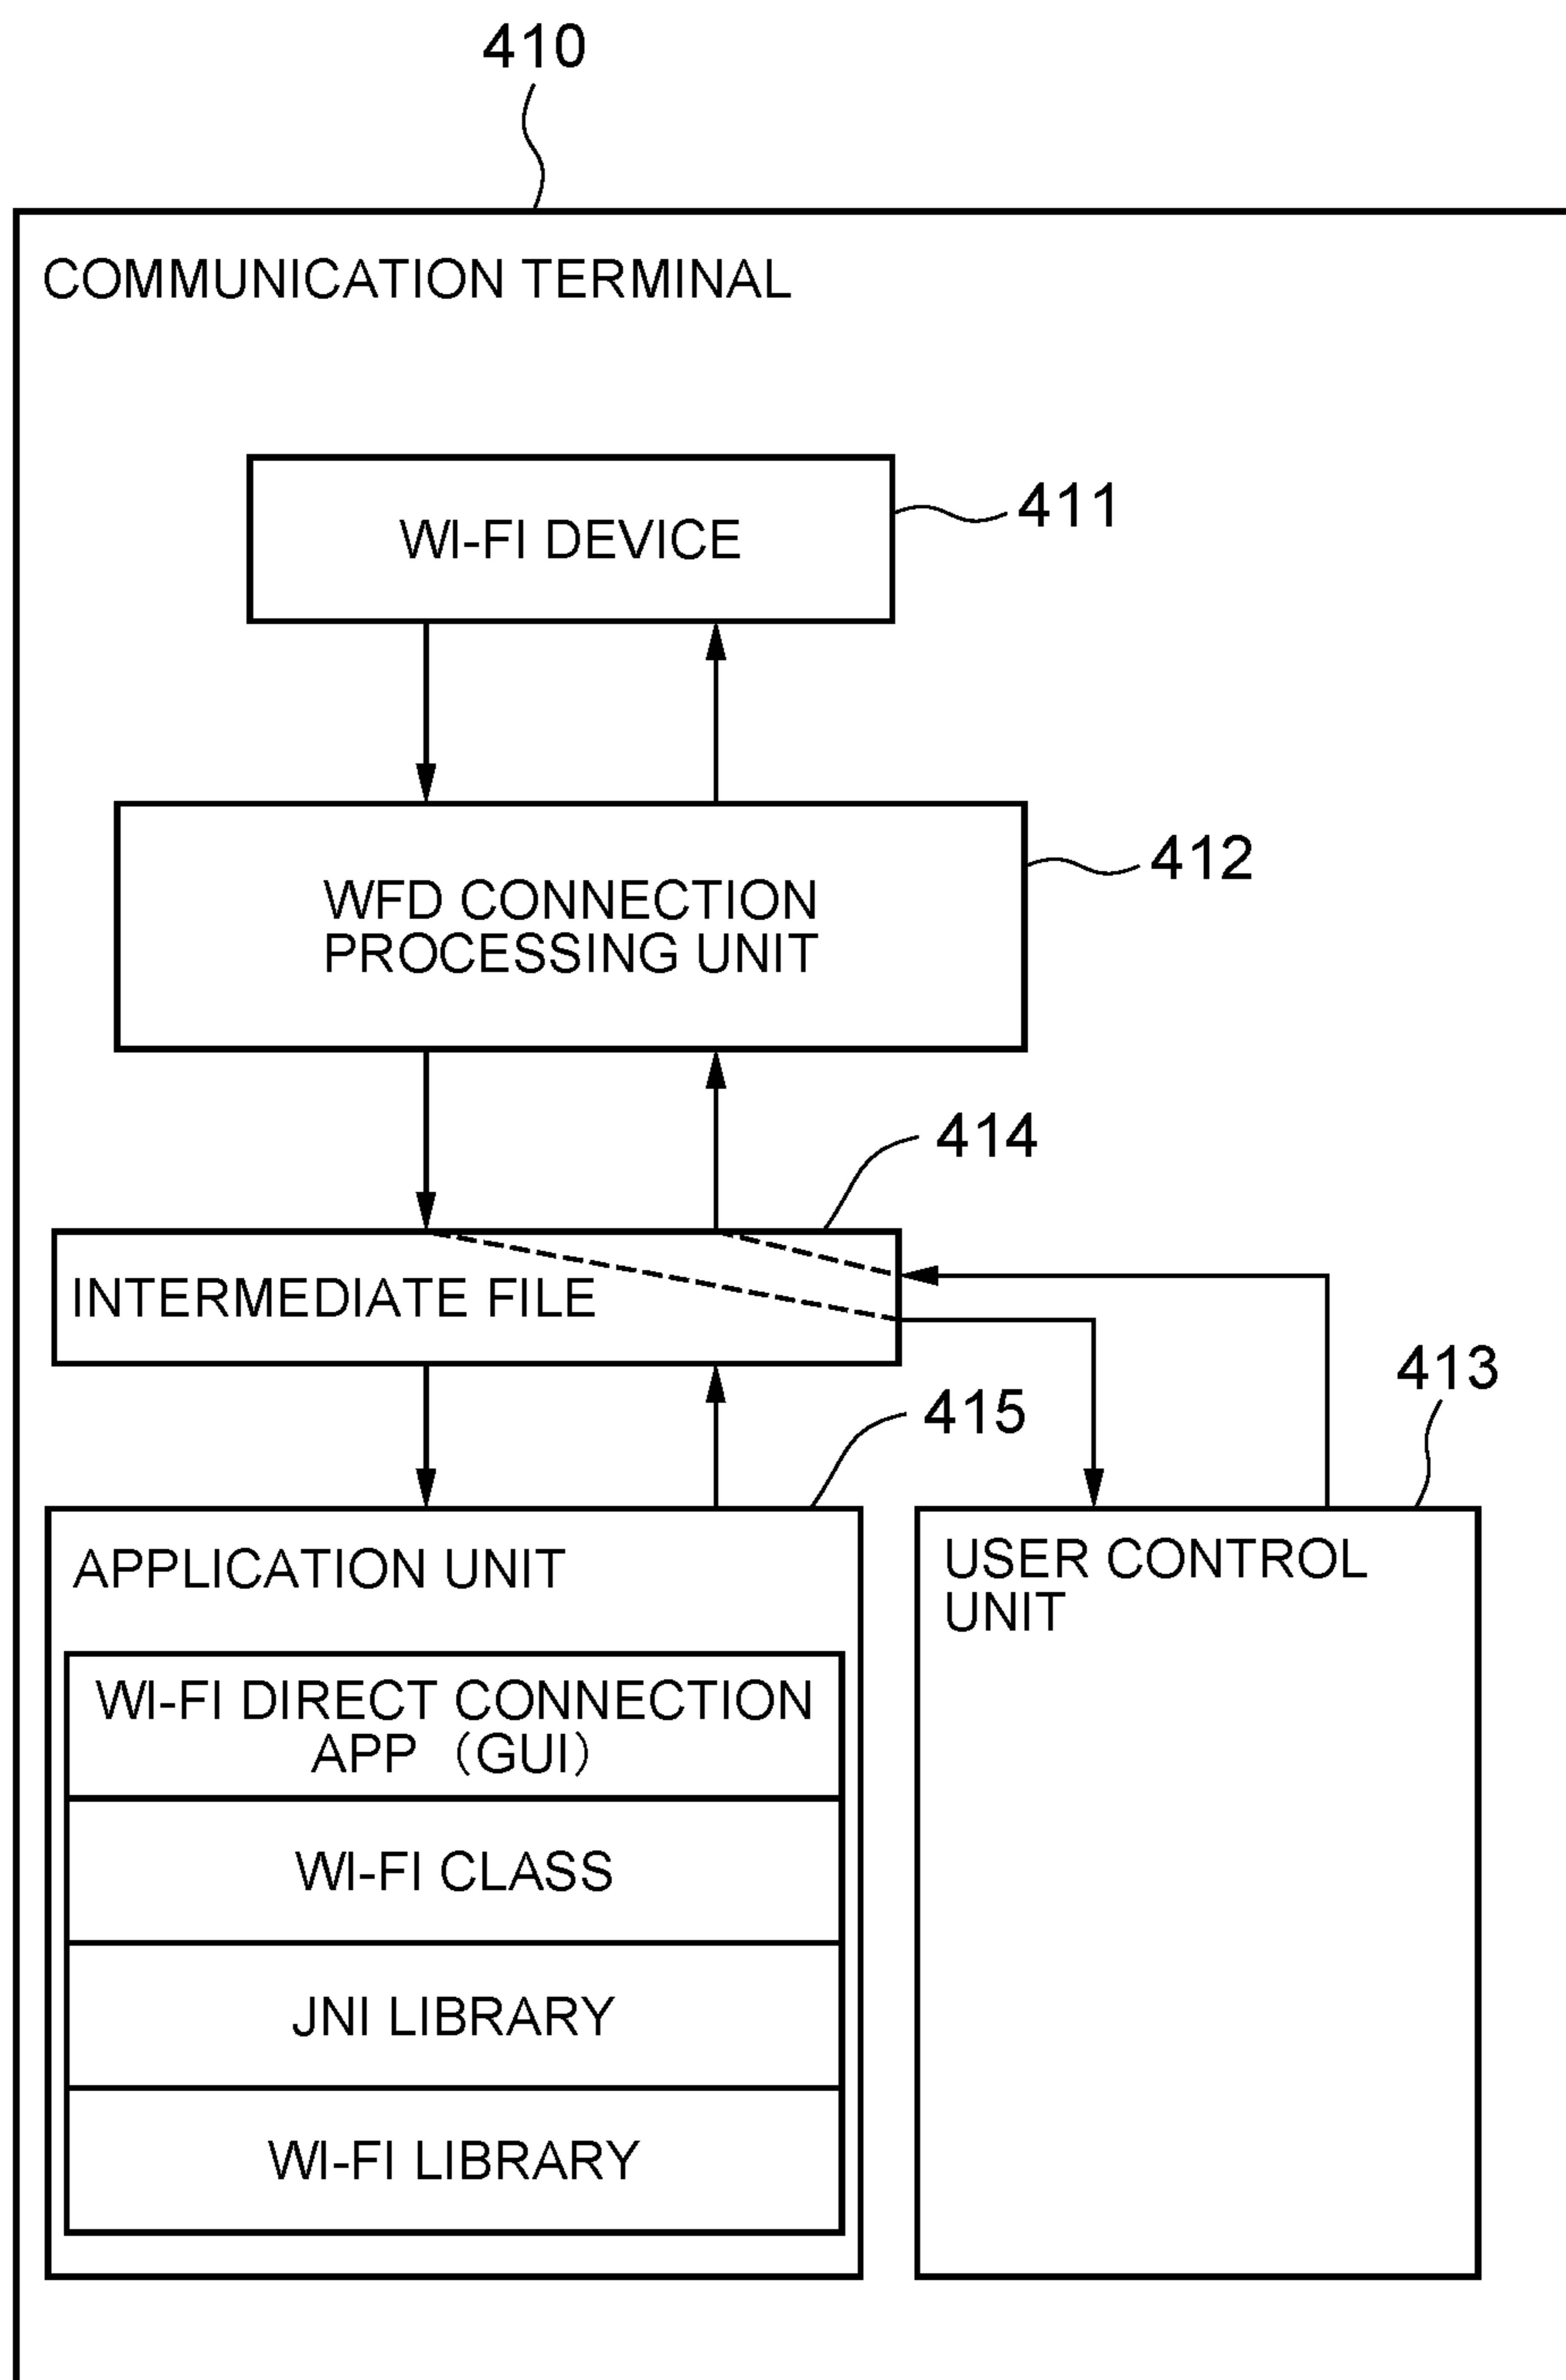 410
COMMUNICATION TERMINAL
WI-FI DEVICE
411
WFD CONNECTION
PROCESSING UNIT
412
414
INTERMEDIATE FILE
413
415
APPLICATION UNIT
USER CONTROL
UNIT
WI-FI DIRECT CONNECTION
APP (GUI)
WI-FI CLASS
JNI LIBRARY
WI-FI LIBRARY